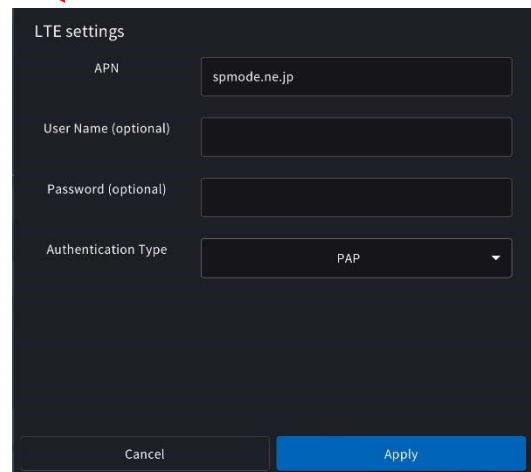 LTE settings
APN
spmode.ne.jp
User Name (optional)
Password (optional)
Authentication Type
PAP
Cancel
Apply